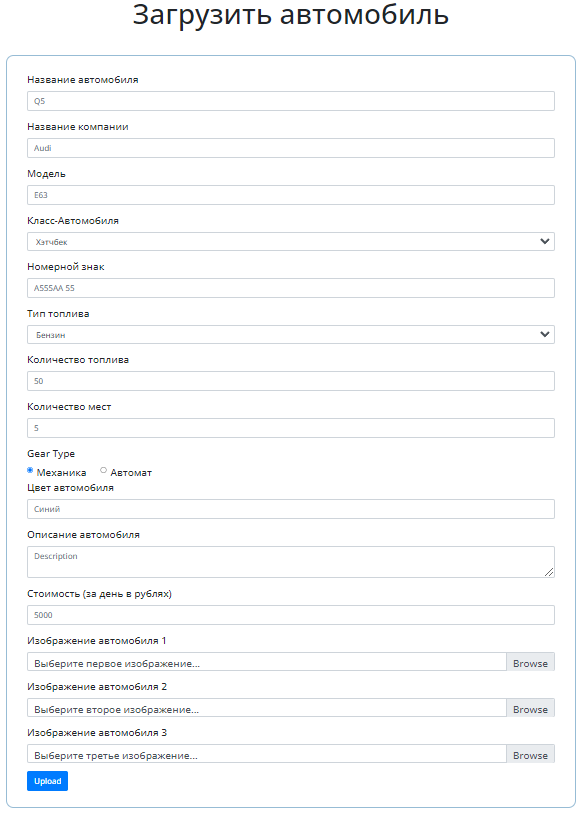 Загрузить автомобиль
Название автомобиля
Q5
Название компании
Audi
Модель
E63
Класс-Автомобиля
Хэтчбек
Номерной знак
A555AA 55
Тип топлива
Бензин
Количество топлива
50
Количество мест
5
Gear Type
Механика Автомат
Цвет автомобиля
Синий
Описание автомобиля
Description
Стоимость (за день в рублях)
5000
Изображение автомобиля 1
Выберите первое изображение... Browse
Изображение автомобиля 2
Выберите второе изображение... Browse
Изображение автомобиля 3
Выберите третье изображение... Browse
Upload